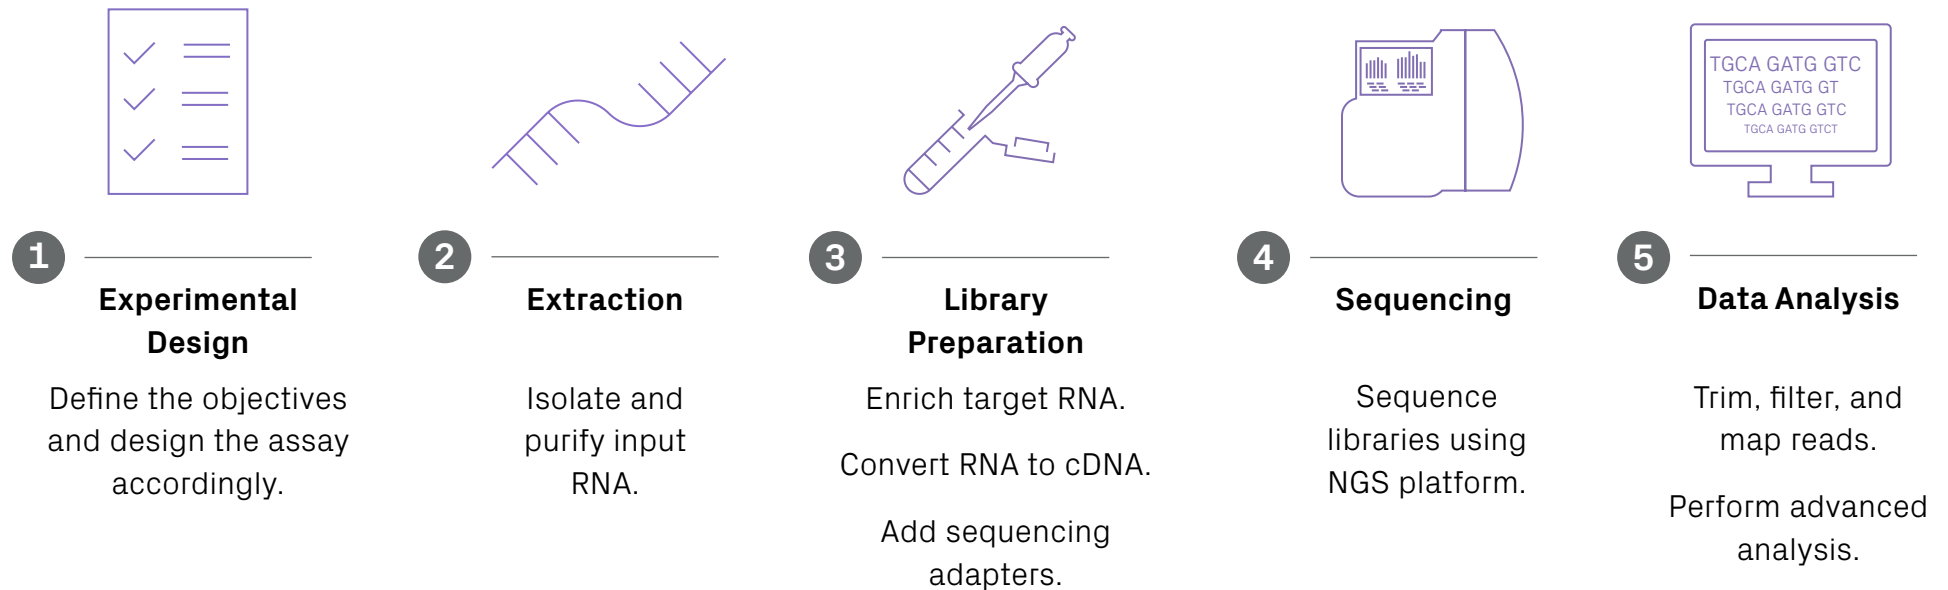 TGCA GATG GTC
TGCA GATG GT
TGCA GATG GTC
TGCA GATG GTCT
1
Experimental
Design
Define the objectives
and design the assay
accordingly.
2
Extraction
Isolate and
purify input
RNA.
3
Library
Preparation
Enrich target RNA.
Convert RNA to cDNA.
Add sequencing
adapters.
4
Sequencing
Sequence
libraries using
NGS platform.
5
Data Analysis
Trim, filter, and
map reads.
Perform advanced
analysis.